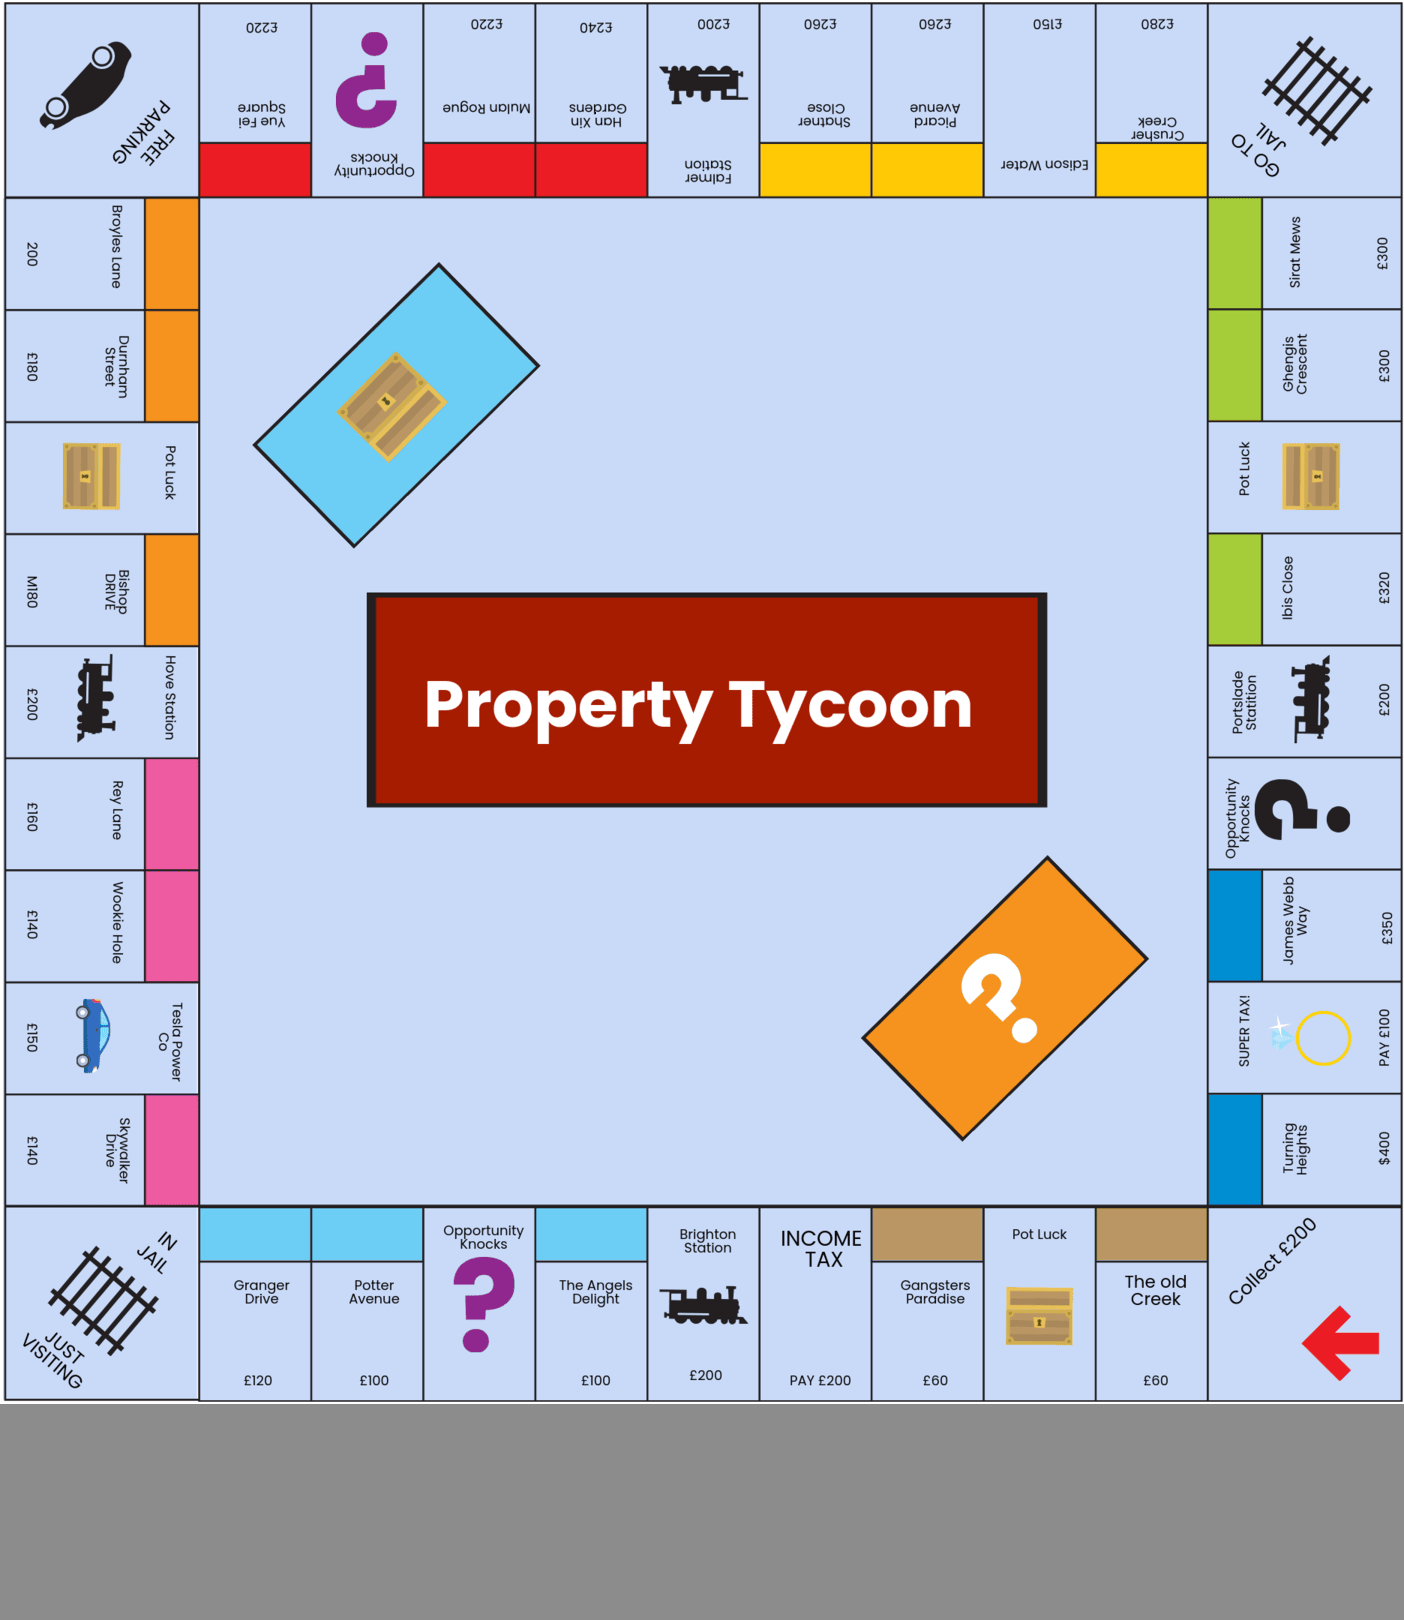 FREE
PARKING
£220
Yue Fei
Square
Opportunity
Knocks
£220
Mulan Rogue
£240
Han Xin
Gardens
£200
Falmer
Station
£260
Shatner
Close
£260
Picard
Avenue
£150
Edison Water
£280
Crusher
Creek
GO TO
JAIL
Broyles Lane
200
Durnham
Street
£180
Pot Luck
Bishop
DRIVE
M180
Hove Station
£200
Rey Lane
£160
Wookie Hole
£140
Tesla Power
Co
£150
Skywalker
Drive
£140
Property Tycoon
Sirat Mews
£300
Ghengis
Crescent
£300
Pot Luck
Ibis Close
£320
Portslade
Statition
£200
Opportunity
Knocks
James Webb
Way
£350
SUPER TAX!
PAY £100
Turning
Heights
$400
IN
JAIL
JUST
VISITING
Granger
Drive
£120
Potter
Avenue
£100
Opportunity
Knocks
?
The Angels
Delight
£100
Brighton
Station
£200
INCOME
TAX
PAY £200
Gangsters
Paradise
£60
Pot Luck
The old
Creek
£60
Collect £200